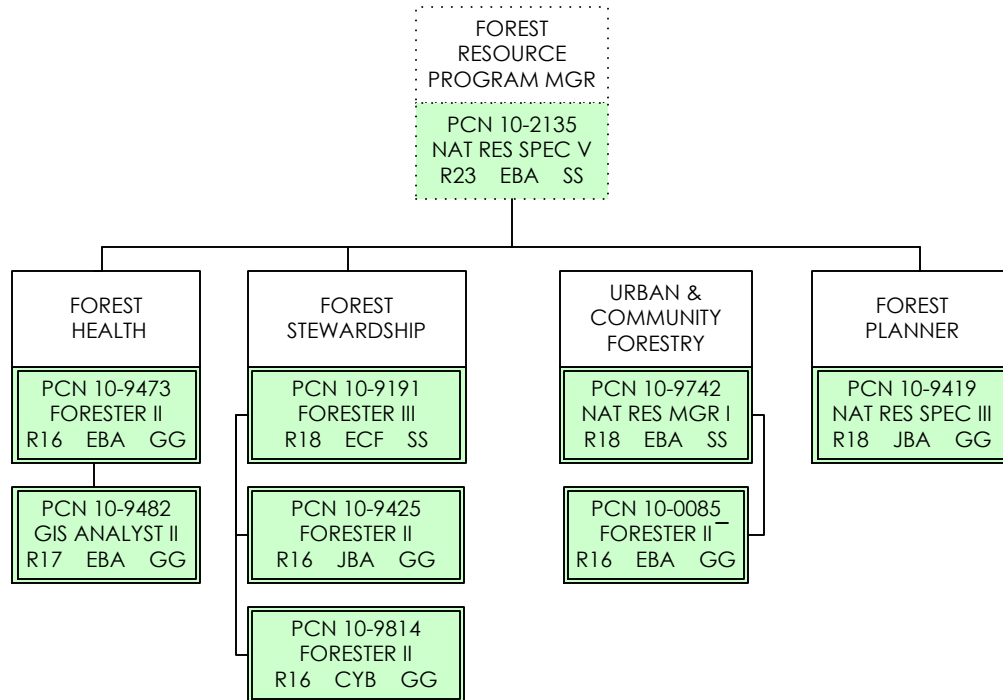 FOREST
RESOURCE
PROGRAM MGR
PCN 10-2135
NAT RES SPEC V
R23 EBA SS
FOREST
HEALTH
PCN 10-9473
FORESTER II
R16 EBA GG
PCN 10-9482
GIS ANALYST II
R17 EBA GG
FOREST
STEWARDSHIP
PCN 10-9191
FORESTER III
R18 ECF SS
PCN 10-9425
FORESTER II
R16 JBA GG
PCN 10-9814
FORESTER II
R16 CYB GG
URBAN &
COMMUNITY
FORESTRY
PCN 10-9742
NAT RES MGR I
R18 EBA SS
PCN 10-0085_
FORESTER II
R16 EBA GG
FOREST
PLANNER
PCN 10-9419
NAT RES SPEC III
R18 JBA GG